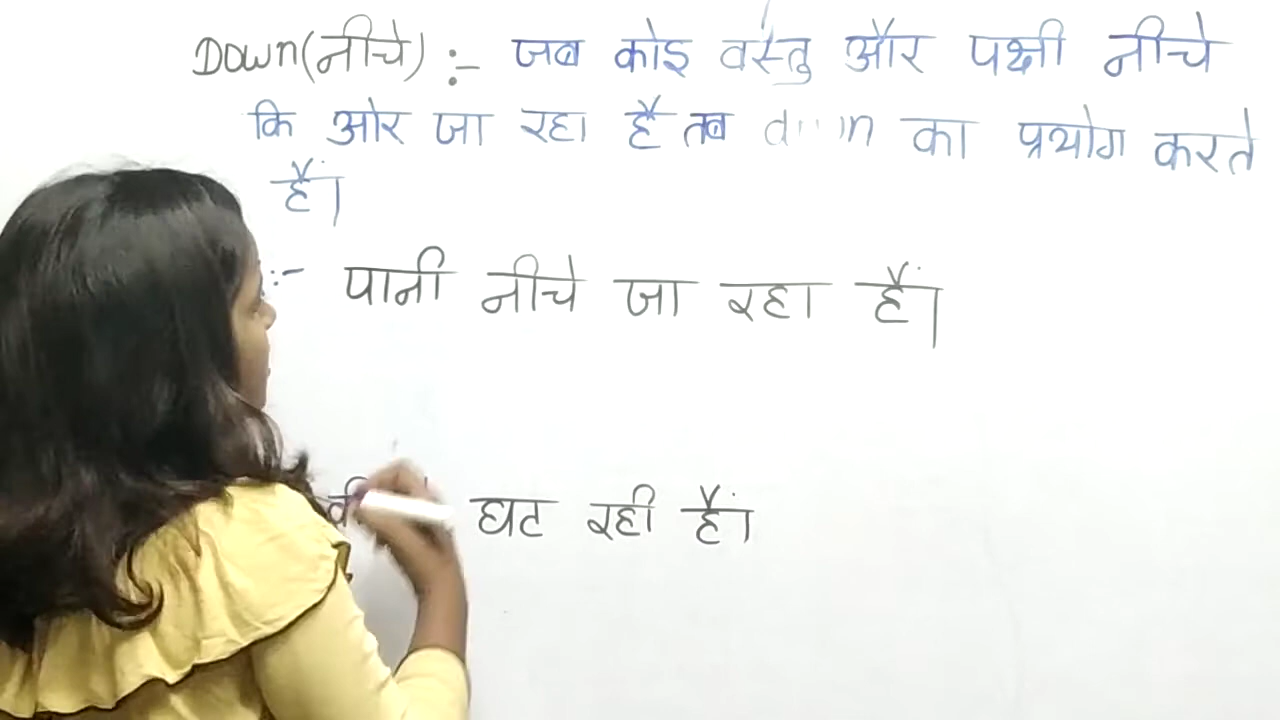 Down(नीचे) :- जब कोइ वस्तु और पक्षी नीचे
कि ओर जा रहा है तब का प्रयोग करते
हैं।
:- पानी नीचे जा रहा हैं।
घट रही हैं।